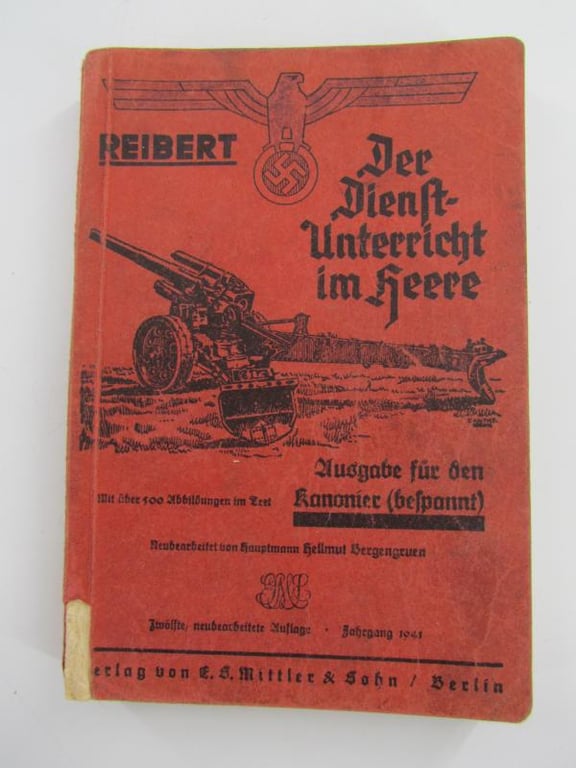 REIBERT
Der
Dienst-
Unterricht
im Heere
Ausgabe für den
Kanonier (bespannt)
Mit über 500 Abbildungen im Text
Neubearbeitet von Hauptmann Hellmut Bergengruen
Zwölfte, neubearbeitete Auflage · Jahrgang 1941
erlag von E. S. Mittler & Sohn / Berlin